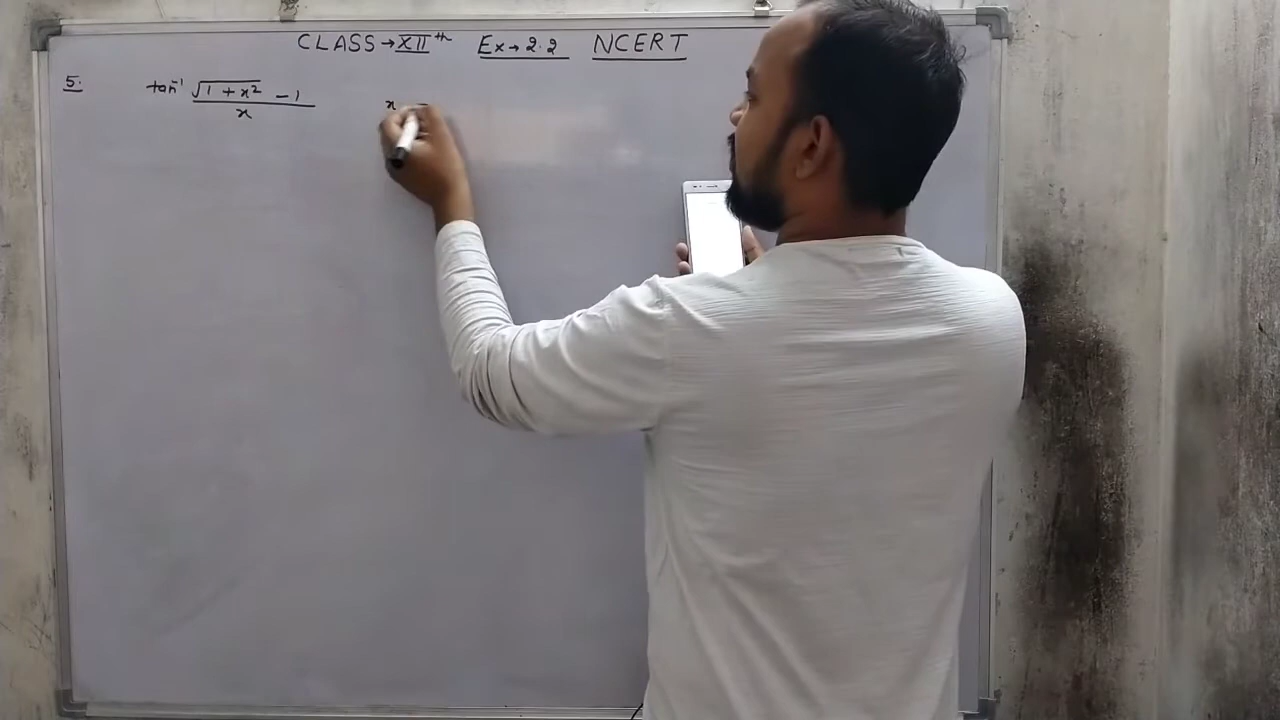 CLASS → XIIth Ex → 2.2 NCERT
5. tan⁻¹ √1 + x² - 1
x
x